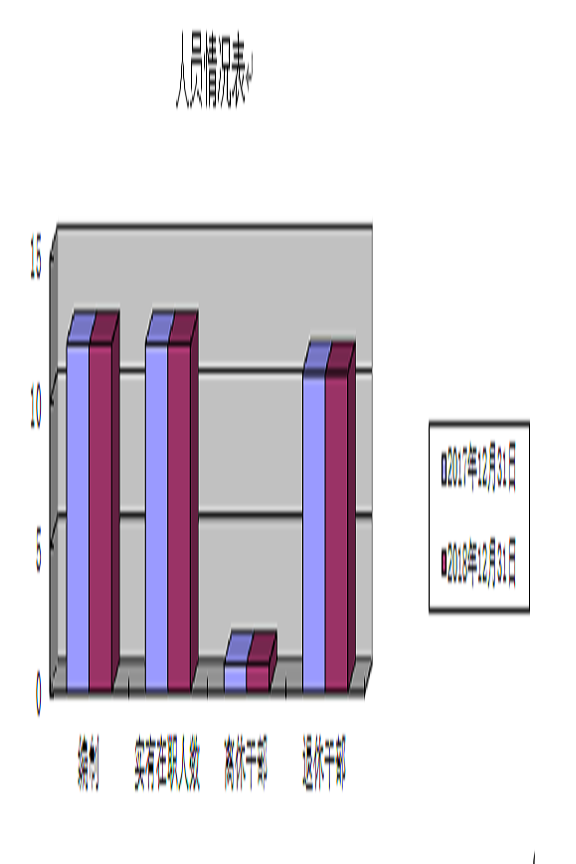 人员情况表
15
10
5
0
2017年12月31日
2018年12月31日
编制
实有在职人数
离休干部
退休干部